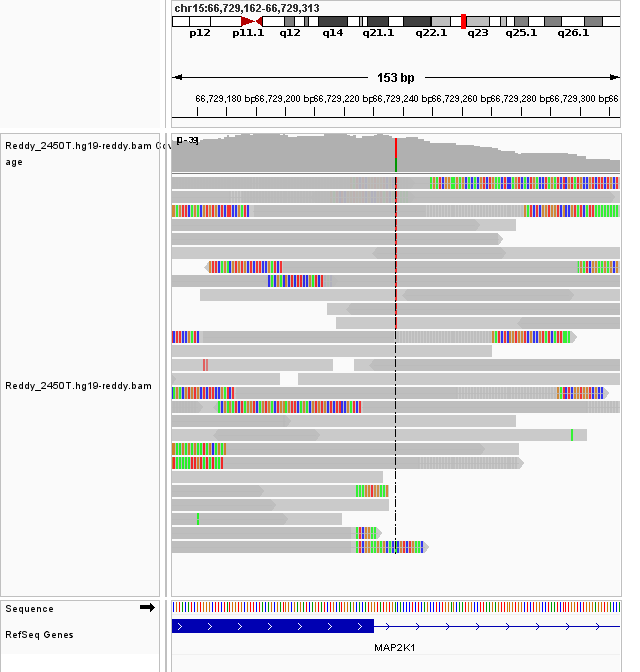 chr15:66,729,162-66,729,313
p12 p11.1 q12 q14 q21.1 q22.1 q23 q25.1 q26.1
153 bp
66,729,180 bp 66,729,200 bp 66,729,220 bp 66,729,240 bp 66,729,260 bp 66,729,280 bp 66,729,300 bp 66
Reddy_2450T.hg19-reddy.bam Cov
age
Reddy_2450T.hg19-reddy.bam
Sequence
RefSeq Genes
MAP2K1